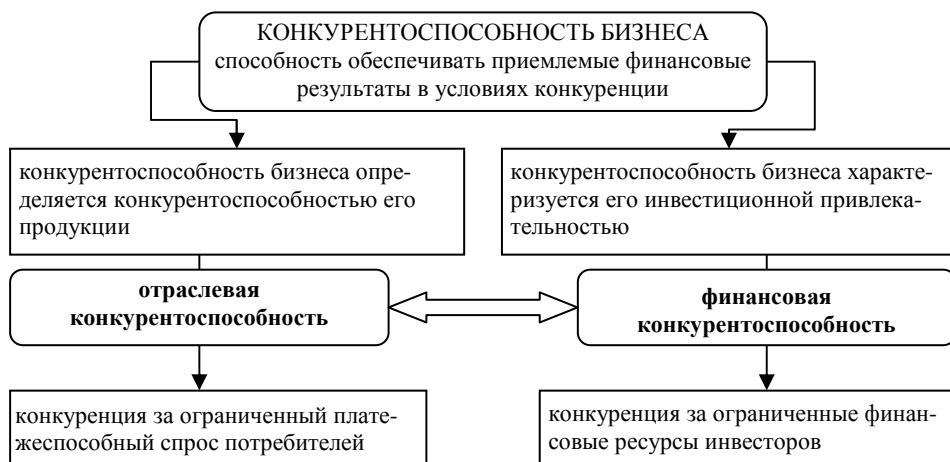 КОНКУРЕНТОСПОСОБНОСТЬ БИЗНЕСА
способность обеспечивать приемлемые финансовые
результаты в условиях конкуренции
конкурентоспособность бизнеса опре-
деляется конкурентоспособностью его
продукции
конкурентоспособность бизнеса характе-
ризуется его инвестиционной привлека-
тельностью
отраслевая
конкурентоспособность
финансовая
конкурентоспособность
конкуренция за ограниченный плате-
жеспособный спрос потребителей
конкуренция за ограниченные финан-
совые ресурсы инвесторов